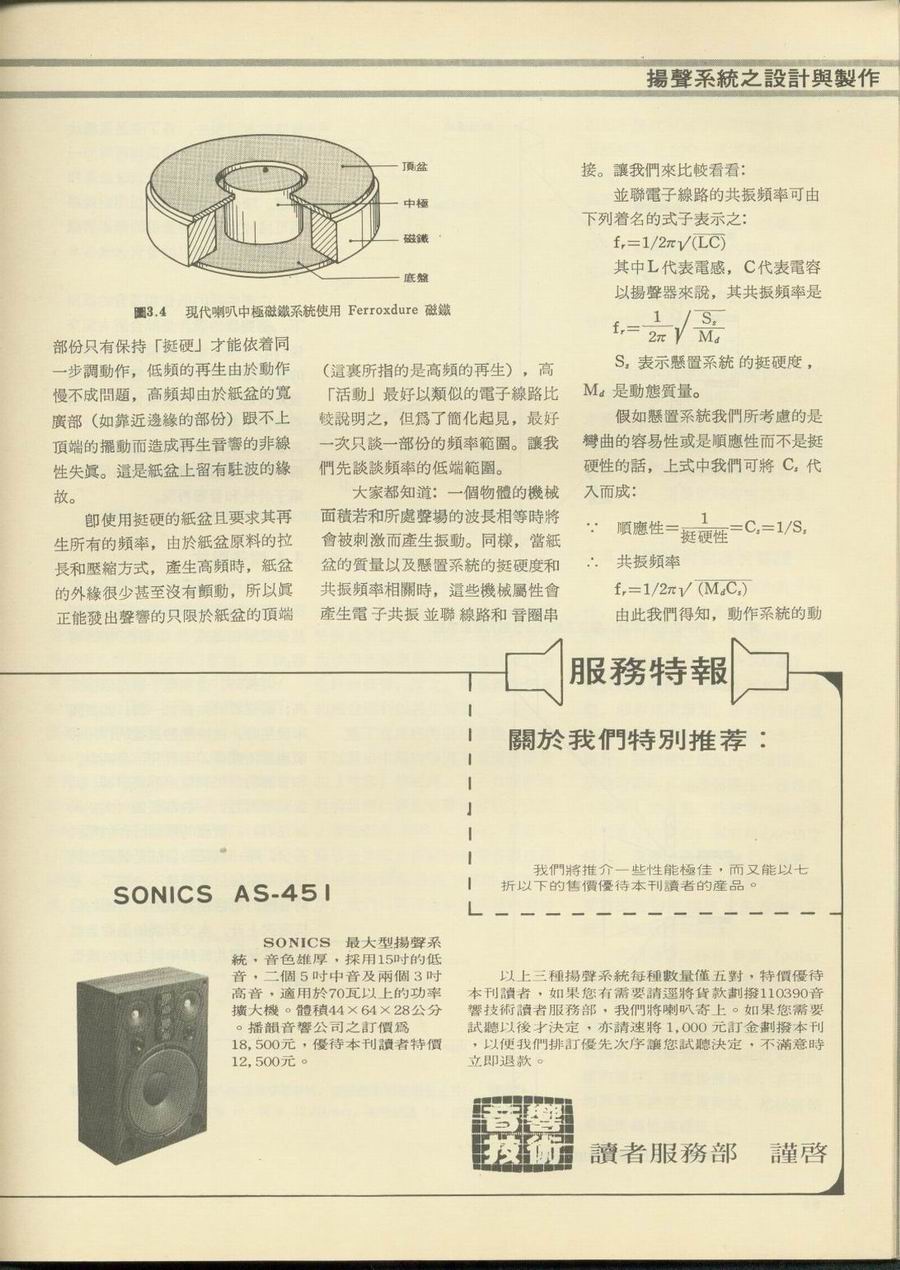 揚聲系統之設計與製作
頂盆
中極
磁鐵
底盤
圖3.4 現代喇叭中極磁鐵系統使用 Ferroxdure 磁鐵
部份只有保持「挺硬」才能依着同
一步調動作，低頻的再生由於動作
慢不成問題，高頻却由於紙盆的寬
廣部（如靠近邊緣的部份）跟不上
頂端的擺動而造成再生音響的非線
性失眞。這是紙盆上留有駐波的緣
故。
卽使用挺硬的紙盆且要求其再
生所有的頻率，由於紙盆原料的拉
長和壓縮方式，產生高頻時，紙盆
的外緣很少甚至沒有顫動，所以眞
正能發出聲響的只限於紙盆的頂端
（這裏所指的是高頻的再生），高
「活動」最好以類似的電子線路比
較說明之，但爲了簡化起見，最好
一次只談一部份的頻率範圍。讓我
們先談談頻率的低端範圍。
大家都知道：一個物體的機械
面積若和所處聲場的波長相等時將
會被刺激而產生振動。同樣，當紙
盆的質量以及懸置系統的挺硬度和
共振頻率相關時，這些機械屬性會
產生電子共振並聯線路和音圈串
接。讓我們來比較看看：
並聯電子線路的共振頻率可由
下列着名的式子表示之：
fr=1/2π√(LC)
其中L代表電感，C代表電容
以揚聲器來說，其共振頻率是
fr=1/2π √Ss/Md
Ss 表示懸置系統的挺硬度，
Md 是動態質量。
假如懸置系統我們所考慮的是
彎曲的容易性或是順應性而不是挺
硬性的話，上式中我們可將 Cs 代
入而成：
∵ 順應性=1/挺硬性=Cs=1/Ss
∴ 共振頻率
fr=1/2π√(MdCs)
由此我們得知，動作系統的動
服務特報
關於我們特別推荐：
我們將推介一些性能極佳，而又能以七
折以下的售價優待本刊讀者的產品。
SONICS AS-451
SONICS 最大型揚聲系
統，音色雄厚，採用15吋的低
音，二個5吋中音及兩個3吋
高音，適用於70瓦以上的功率
擴大機。體積44×64×28公分
。播韻音響公司之訂價爲
18,500元，優待本刊讀者特價
12,500元。
以上三種揚聲系統每種數量僅五對，特價優待
本刊讀者，如果您有需要請逕將貨款劃撥110390音
響技術讀者服務部，我們將喇叭寄上。如果您需要
試聽以後才決定，亦請速將1,000元訂金劃撥本刊
，以便我們排訂優先次序讓您試聽決定，不滿意時
立即退款。
音響
技術
讀者服務部 謹啓